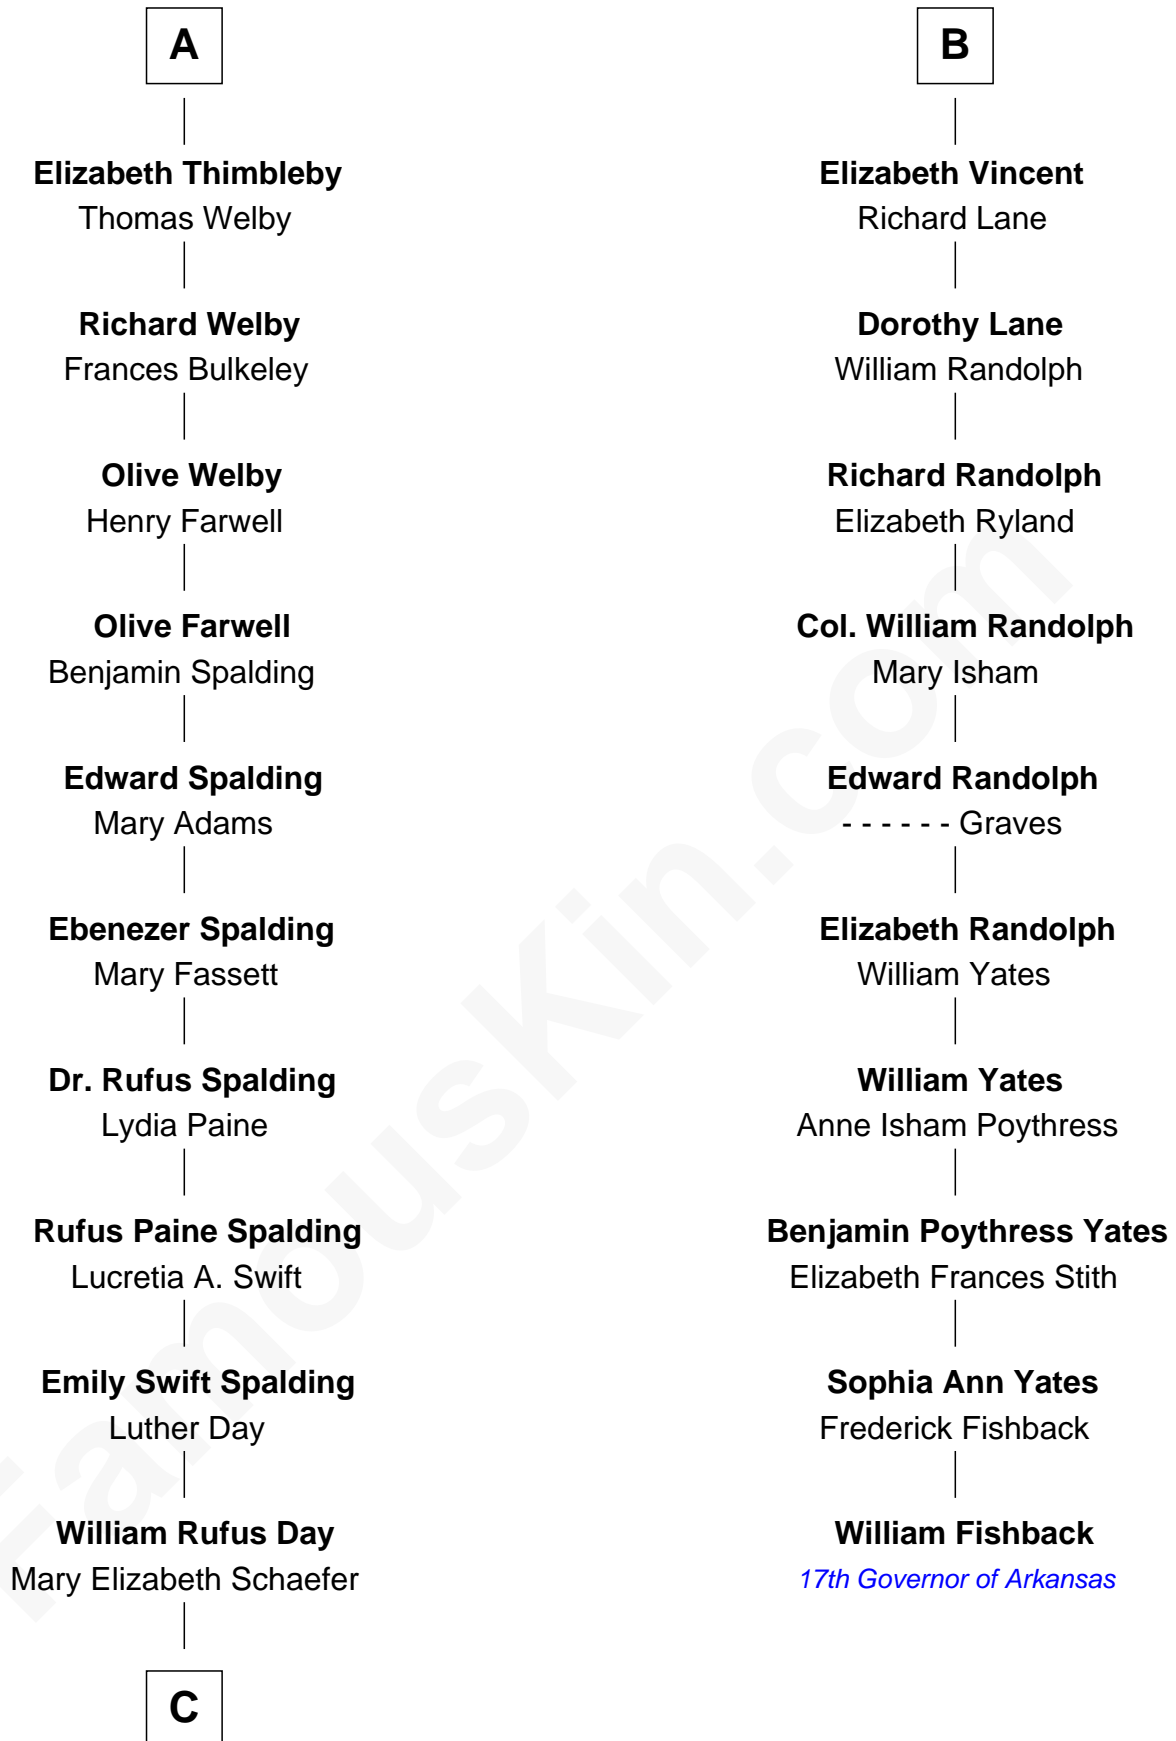 A
Elizabeth Thimbleby
Thomas Welby
Richard Welby
Frances Bulkeley
Olive Welby
Henry Farwell
Olive Farwell
Benjamin Spalding
Edward Spalding
Mary Adams
Ebenezer Spalding
Mary Fassett
Dr. Rufus Spalding
Lydia Paine
Rufus Paine Spalding
Lucretia A. Swift
Emily Swift Spalding
Luther Day
William Rufus Day
Mary Elizabeth Schaefer
C
B
Elizabeth Vincent
Richard Lane
Dorothy Lane
William Randolph
Richard Randolph
Elizabeth Ryland
Col. William Randolph
Mary Isham
Edward Randolph
- - - - - - Graves
Elizabeth Randolph
William Yates
William Yates
Anne Isham Poythress
Benjamin Poythress Yates
Elizabeth Frances Stith
Sophia Ann Yates
Frederick Fishback
William Fishback
17th Governor of Arkansas
FamousKin.com